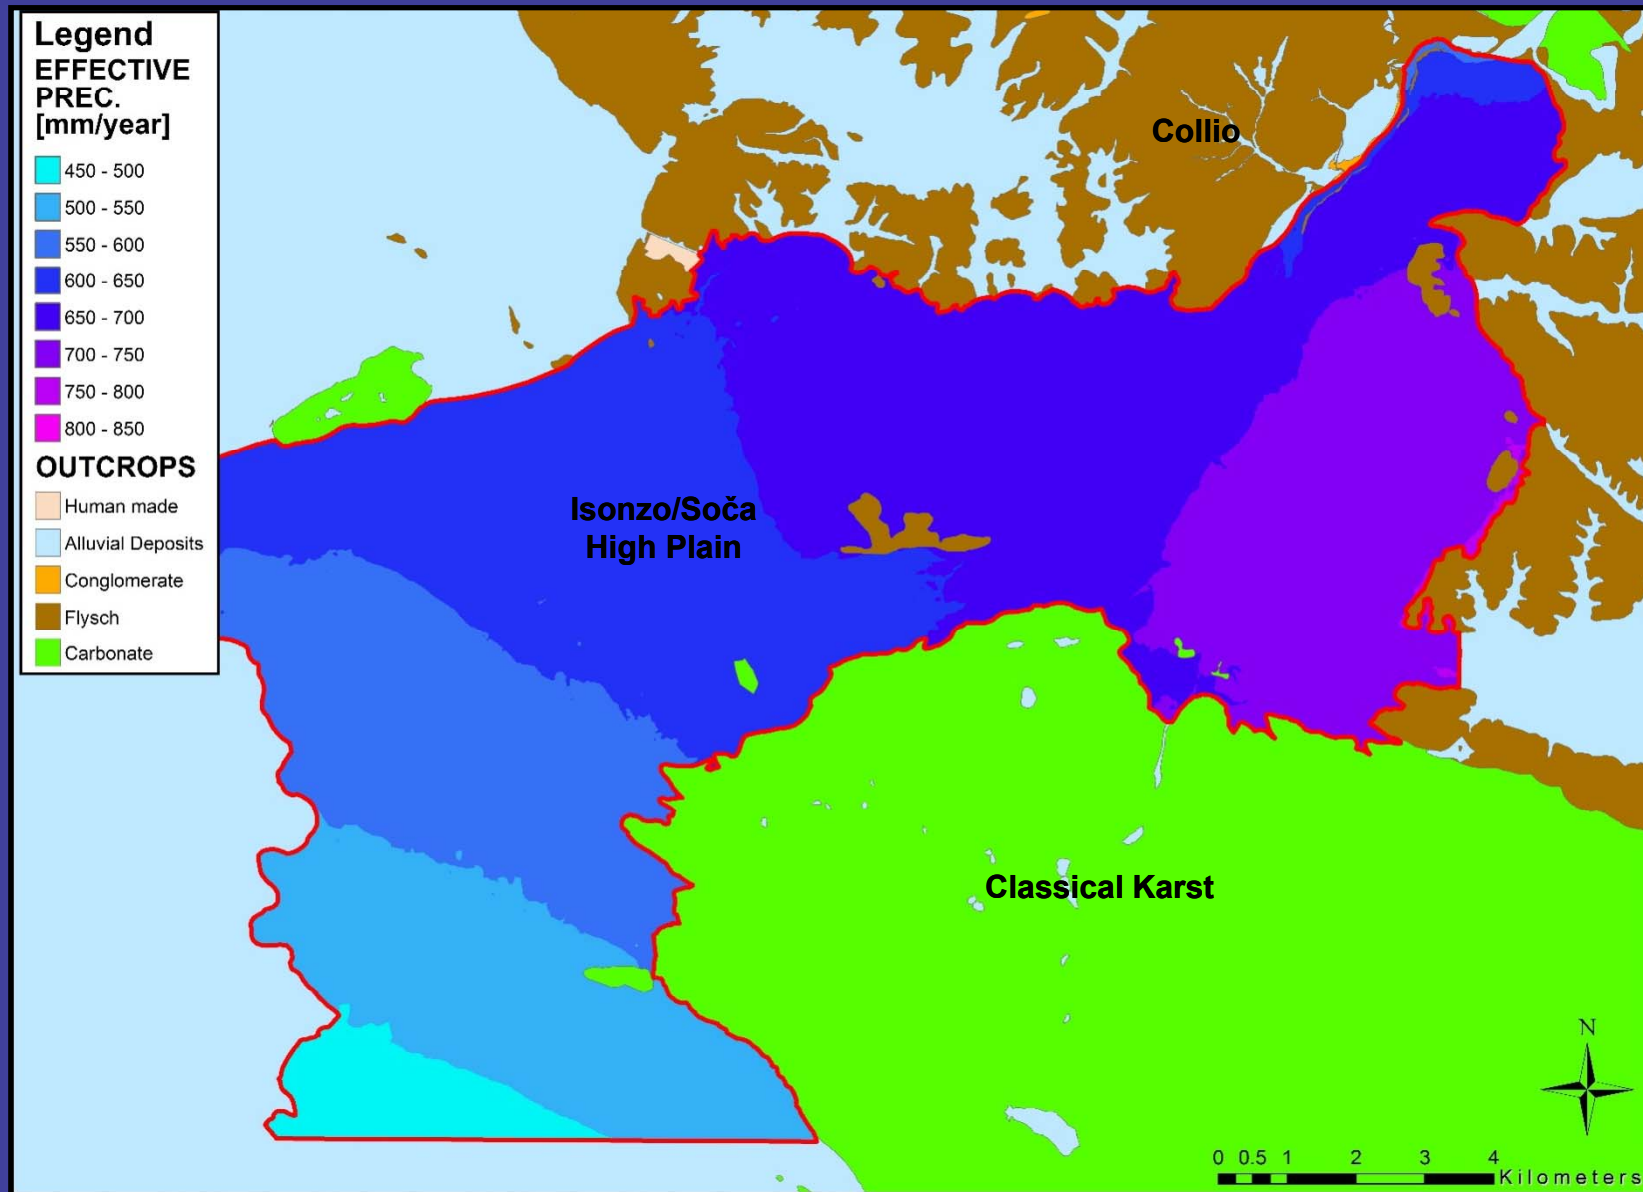 Legend
EFFECTIVE
PREC.
[mm/year]
450 - 500
500 - 550
550 - 600
600 - 650
650 - 700
700 - 750
750 - 800
800 - 850
OUTCROPS
Human made
Alluvial Deposits
Conglomerate
Flysch
Carbonate
Collio
Isonzo/Soča
High Plain
Classical Karst
N
0 0.5 1 2 3 4
Kilometers